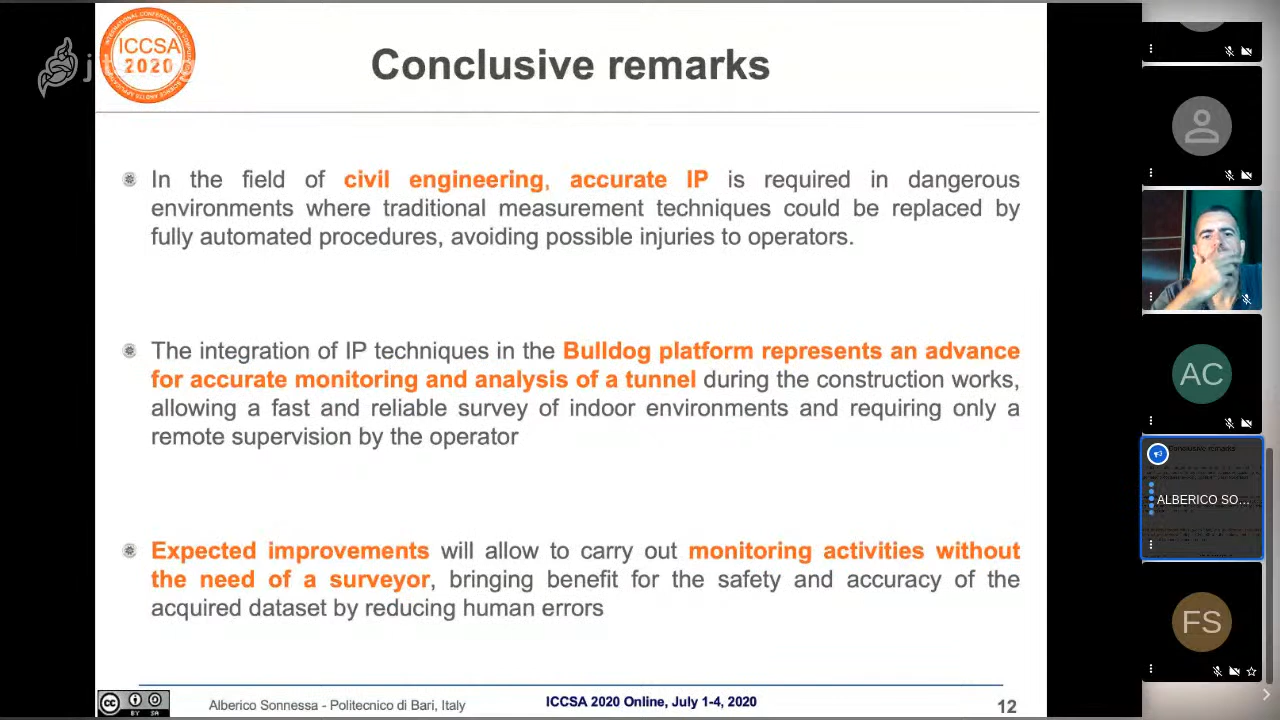 ICCSA
2020
Conclusive remarks
In the field of civil engineering, accurate IP is required in dangerous
environments where traditional measurement techniques could be replaced by
fully automated procedures, avoiding possible injuries to operators.
The integration of IP techniques in the Bulldog platform represents an advance
for accurate monitoring and analysis of a tunnel during the construction works,
allowing a fast and reliable survey of indoor environments and requiring only a
remote supervision by the operator
Expected improvements will allow to carry out monitoring activities without
the need of a surveyor, bringing benefit for the safety and accuracy of the
acquired dataset by reducing human errors
cc
BY SA
Alberico Sonnessa - Politecnico di Bari, Italy
ICCSA 2020 Online, July 1-4, 2020
12
AC
ALBERICO SO...
FS